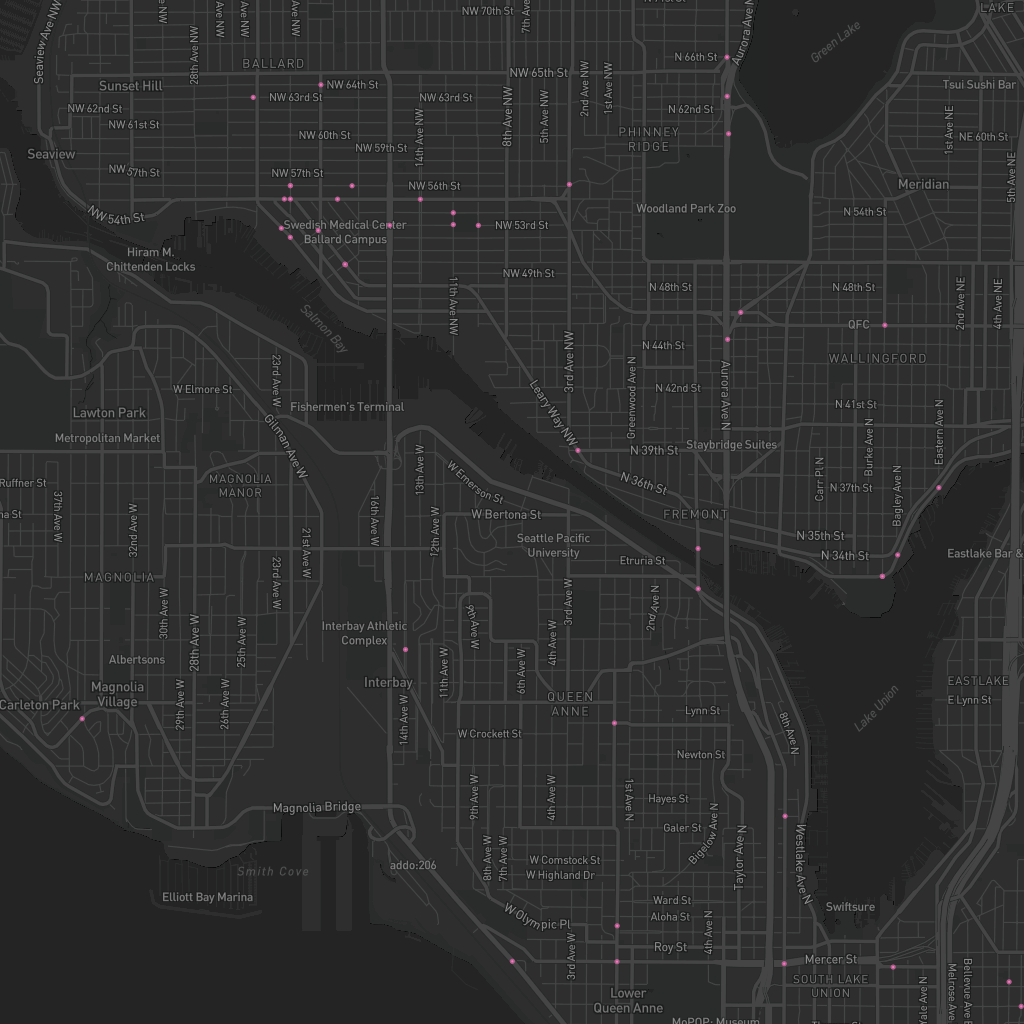 NW 70th St
N 71st St
LAKE
Seaview Ave NW
28th Ave NW
7th Ave
Aurora Ave N
Green Lake
BALLARD
N 66th St
NW 65th St
Sunset Hill
NW 64th St
2nd Ave NW
1st Ave NW
Tsui Sushi Bar
NW 63rd St
NW 63rd St
8th Ave NW
5th Ave NW
NW 62nd St
N 62nd St
NW 61st St
14th Ave NW
PHINNEY
RIDGE
1st Ave NE
NW 60th St
NE 60th St
NW 59th St
Seaview
5th Ave NE
NW 57th St
NW 57th St
NW 56th St
Meridian
Woodland Park Zoo
N 54th St
NW 54th St
Swedish Medical Center
Ballard Campus
NW 53rd St
Hiram M.
Chittenden Locks
NW 49th St
11th Ave NW
N 48th St
N 48th St
2nd Ave NE
4th Ave NE
Salmon Bay
QFC
N 44th St
3rd Ave NW
WALLINGFORD
23rd Ave W
Aurora Ave N
W Elmore St
N 42nd St
Greenwood Ave N
Leary Way NW
Fishermen's Terminal
N 41st St
Lawton Park
Eastern Ave N
Metropolitan Market
Gilman Ave W
Staybridge Suites
N 39th St
Burke Ave N
13th Ave W
W Emerson St
N 36th St
Carr Pl N
Ruffner St
MAGNOLIA
MANOR
N 37th St
Bagley Ave N
37th Ave W
16th Ave W
W Bertona St
FREMONT
32nd Ave W
12th Ave W
21st Ave W
N 35th St
Seattle Pacific
University
N 34th St
Eastlake Bar &
Etruria St
MAGNOLIA
23rd Ave W
3rd Ave W
2nd Ave N
30th Ave W
28th Ave W
25th Ave W
Interbay Athletic
Complex
9th Ave W
4th Ave W
Albertsons
11th Ave W
6th Ave W
EASTLAKE
Interbay
Magnolia
Village
29th Ave W
26th Ave W
QUEEN
ANNE
E Lynn St
Carleton Park
14th Ave W
Lynn St
Lake Union
8th Ave N
W Crockett St
Newton St
9th Ave W
4th Ave W
1st Ave N
Hayes St
Magnolia Bridge
Galer St
Bigelow Ave N
Taylor Ave N
Westlake Ave N
8th Ave W
7th Ave W
addo:206
W Comstock St
Smith Cove
W Highland Dr
Elliott Bay Marina
Ward St
Swiftsure
W Olympic Pl
Aloha St
4th Ave N
Roy St
3rd Ave W
Mercer St
Melrose Ave
Bellevue Ave E
SOUTH LAKE
UNION
Yale Ave N
Lower
Queen Anne
MoPOP: Museum